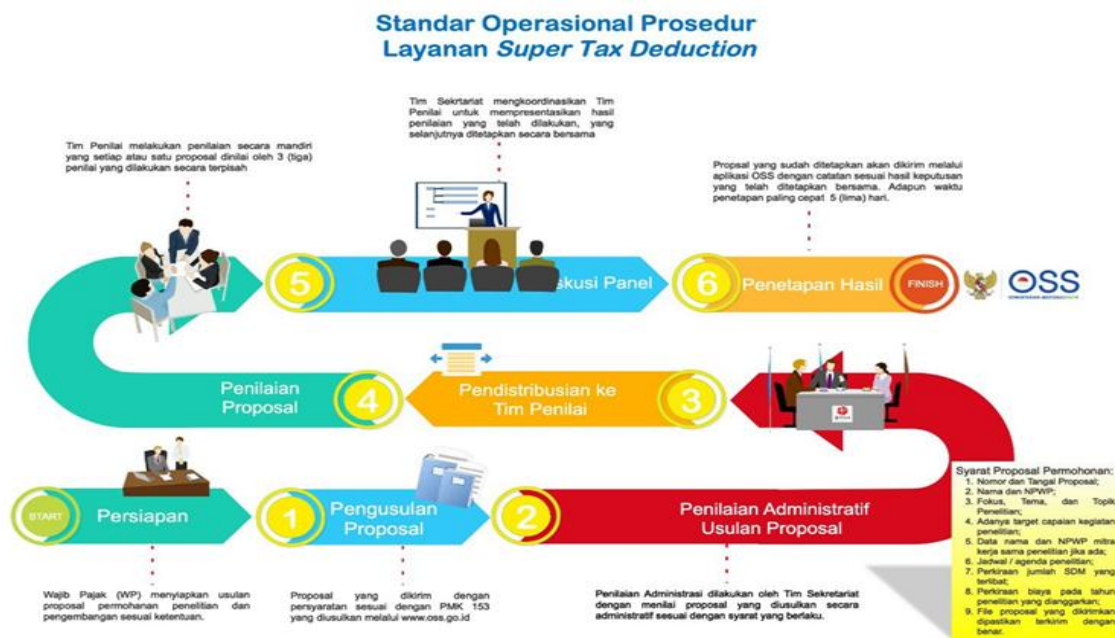 Standar Operasional Prosedur
Layanan Super Tax Deduction
Tim Sekrtariat mengkoordinasikan Tim
Penilai untuk mempresentasikan hasil
penilaian yang telah dilakukan, yang
selanjutnya ditetapkan secara bersama
Tim Penilai melakukan penilaian secara mandiri
yang setiap atau satu proposal dinilai oleh 3 (tiga)
penilai yang dilakukan secara terpisah
Propsal yang sudah ditetapkan akan dikirim melalui
aplikasi OSS dengan catatan sesuai hasil keputusan
yang telah ditetapkan bersama. Adapun waktu
penetapan paling cepat 5 (lima) hari.
5
skusi Panel
6
Penetapan Hasil
FINISH
OSS
Penilaian
Proposal
4
Pendistribusian ke
Tim Penilai
3
START
Persiapan
1
Pengusulan
Proposal
2
Penilaian Administratif
Usulan Proposal
Syarat Proposal Permohonan:
1. Nomor dan Tangal Proposal;
2. Nama dan NPWP;
3. Fokus, Tema, dan Topik
Penelitian;
4. Adanya target capaian kegiatan
penelitian;
5. Data nama dan NPWP mitra
kerja sama penelitian jika ada;
6. Jadwal / agenda penelitian;
7. Perkiraan jumlah SDM yang
terlibat;
8. Perkiraan biaya pada tahun
penelitian yang dianggarkan;
9. File proposal yang dikirimkan
dipastikan terkirim dengan
benar.
Wajib Pajak (WP) menyiapkan usulan
proposal permohanan penelitian dan
pengembangan sesuai ketentuan.
Proposal yang dikirim dengan
persyaratan sesuai dengan PMK 153
yang diusulkan melalui www.oss.go.id
Penilaian Administrasi dilakukan oleh Tim Sekretariat
dengan menilai proposal yang diusulkan secara
administratif sesuai dengan syarat yang berlaku.